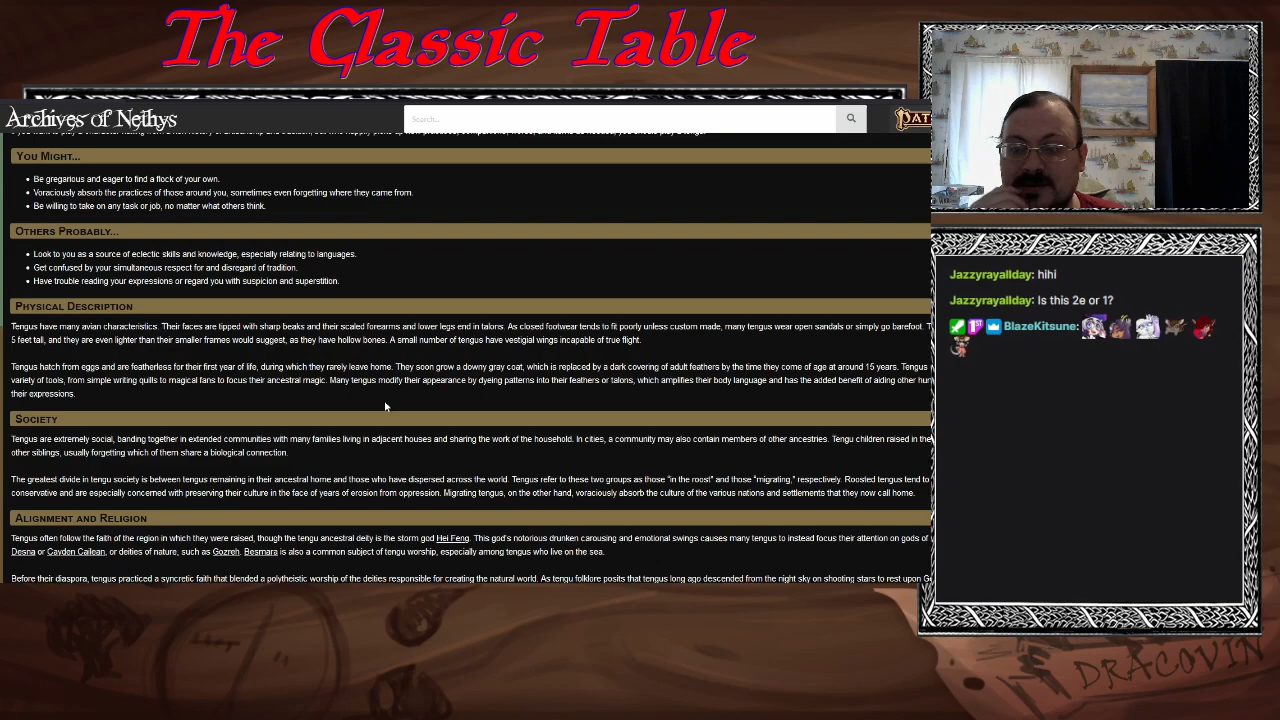 The Classic Table
Archives of Nethys
Search...
You Might...
Be gregarious and eager to find a flock of your own.
Voraciously absorb the practices of those around you, sometimes even forgetting where they came from.
Be willing to take on any task or job, no matter what others think.
Others Probably...
Look to you as a source of eclectic skills and knowledge, especially relating to languages.
Get confused by your simultaneous respect for and disregard of tradition.
Have trouble reading your expressions or regard you with suspicion and superstition.
Physical Description
Tengus have many avian characteristics. Their faces are tipped with sharp beaks and their scaled forearms and lower legs end in talons. As closed footwear tends to fit poorly unless custom made, many tengus wear open sandals or simply go barefoot. T
5 feet tall, and they are even lighter than their smaller frames would suggest, as they have hollow bones. A small number of tengus have vestigial wings incapable of true flight.
Tengus hatch from eggs and are featherless for their first year of life, during which they rarely leave home. They soon grow a downy gray coat, which is replaced by a dark covering of adult feathers by the time they come of age at around 15 years. Tengus
variety of tools, from simple writing quills to magical fans to focus their ancestral magic. Many tengus modify their appearance by dyeing patterns into their feathers or talons, which amplifies their body language and has the added benefit of aiding other hum
their expressions.
Society
Tengus are extremely social, banding together in extended communities with many families living in adjacent houses and sharing the work of the household. In cities, a community may also contain members of other ancestries. Tengu children raised in the
other siblings, usually forgetting which of them share a biological connection.
The greatest divide in tengu society is between tengus remaining in their ancestral home and those who have dispersed across the world. Tengus refer to these two groups as those "in the roost" and those "migrating," respectively. Roosted tengus tend to
conservative and are especially concerned with preserving their culture in the face of years of erosion from oppression. Migrating tengus, on the other hand, voraciously absorb the culture of the various nations and settlements that they now call home.
Alignment and Religion
Tengus often follow the faith of the region in which they were raised, though the tengu ancestral deity is the storm god Hei Feng. This god's notorious drunken carousing and emotional swings causes many tengus to instead focus their attention on gods of
Desna or Cayden Cailean, or deities of nature, such as Gozreh. Besmara is also a common subject of tengu worship, especially among tengus who live on the sea.
Before their diaspora, tengus practiced a syncretic faith that blended a polytheistic worship of the deities responsible for creating the natural world. As tengu folklore posits that tengus long ago descended from the night sky on shooting stars to rest upon
Jazzyrayallday: hihi
Jazzyrayallday: Is this 2e or 1?
BlazeKitsune:
DRACOVIN